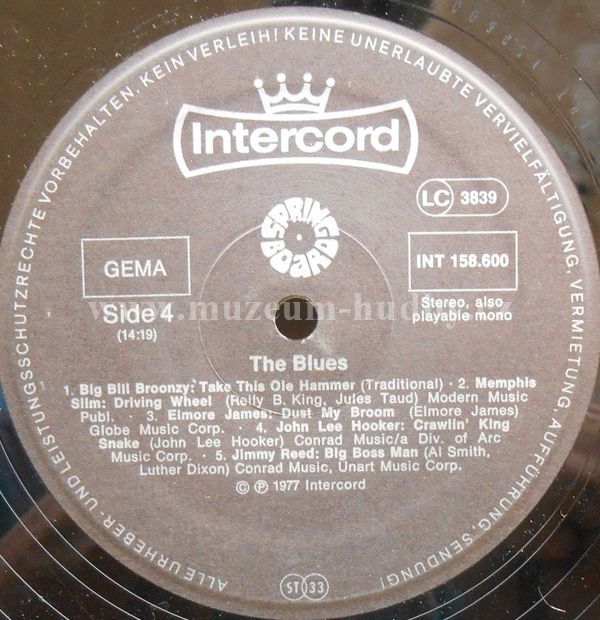 ALLE URHEBER- UND LEISTUNGSSCHUTZRECHTE VORBEHALTEN. KEIN VERLEIH! KEINE UNERLAUBTE VERVIELFÄLTIGUNG, VERMIETUNG, AUFFÜHRUNG, SENDUNG!
Intercord
LC 3839
SPRING BOARD
GEMA
INT 158.600
Side 4
(14:19)
Stereo, also
playable mono
The Blues
1. Big Bill Broonzy: Take This Ole Hammer (Traditional) · 2. Memphis
Slim: Driving Wheel (Relly B. King, Jules Taud) Modern Music
Publ. · 3. Elmore James: Dust My Broom (Elmore James)
Globe Music Corp. · 4. John Lee Hooker: Crawlin' King
Snake (John Lee Hooker) Conrad Music/a Div. of Arc
Music Corp. · 5. Jimmy Reed: Big Boss Man (Al Smith,
Luther Dixon) Conrad Music, Unart Music Corp.
© ℗ 1977 Intercord
ST 33